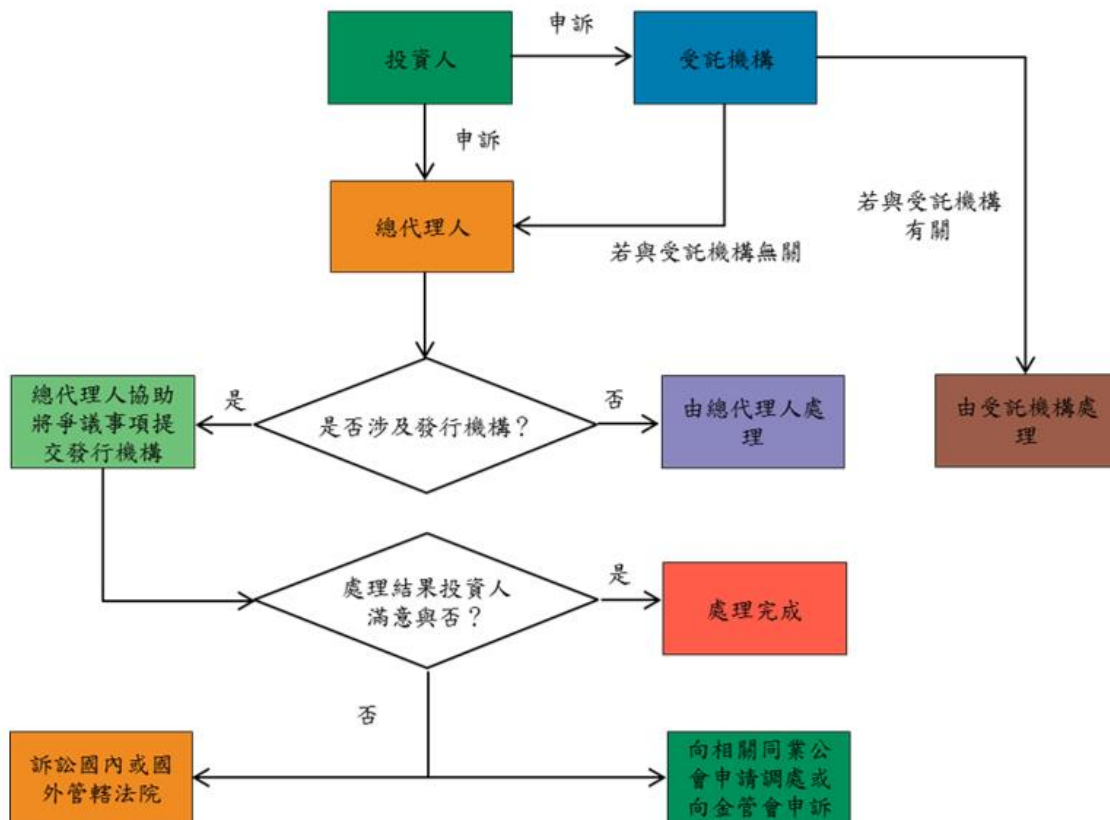 申訴
投資人
受託機構
申訴
總代理人
若與受託機構無關
若與受託機構
有關
總代理人協助
將爭議事項提
交發行機構
是
是否涉及發行機構？
否
由總代理人處
理
由受託機構處
理
處理結果投資人
滿意與否？
是
處理完成
否
訴訟國內或國
外管轄法院
向相關同業公
會申請調處或
向金管會申訴